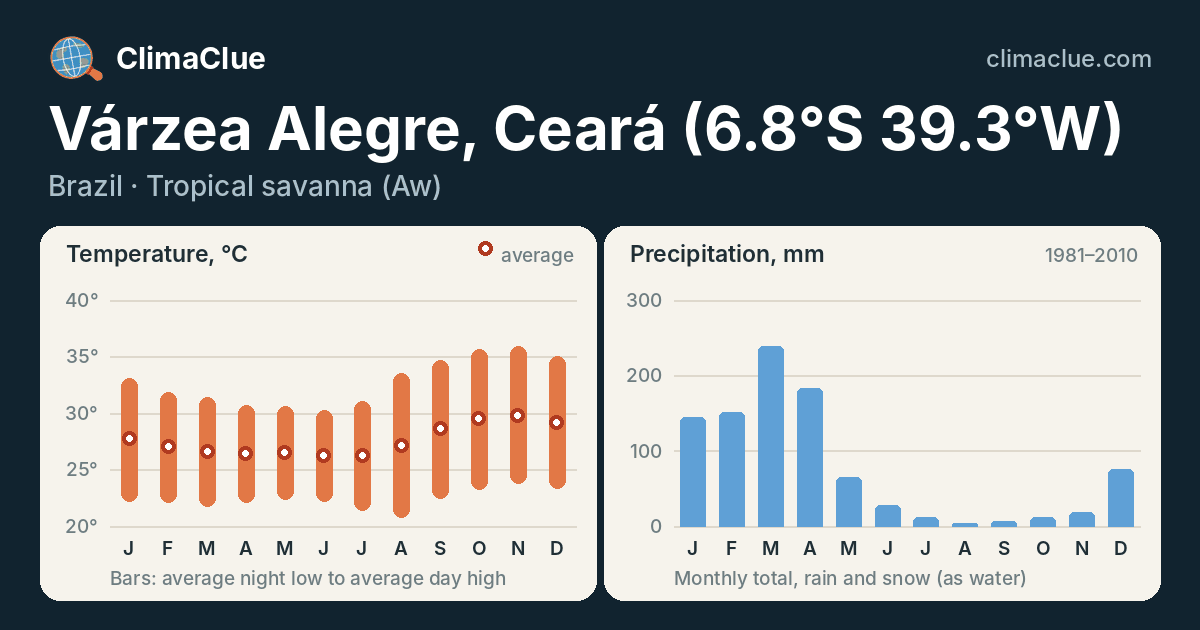 ClimaClue
climaclue.com
Várzea Alegre, Ceará (6.8°S 39.3°W)
Brazil · Tropical savanna (Aw)
Temperature, °C
average
40°
35°
30°
25°
20°
J F M A M J J A S O N D
Bars: average night low to average day high
Precipitation, mm
1981–2010
300
200
100
0
J F M A M J J A S O N D
Monthly total, rain and snow (as water)